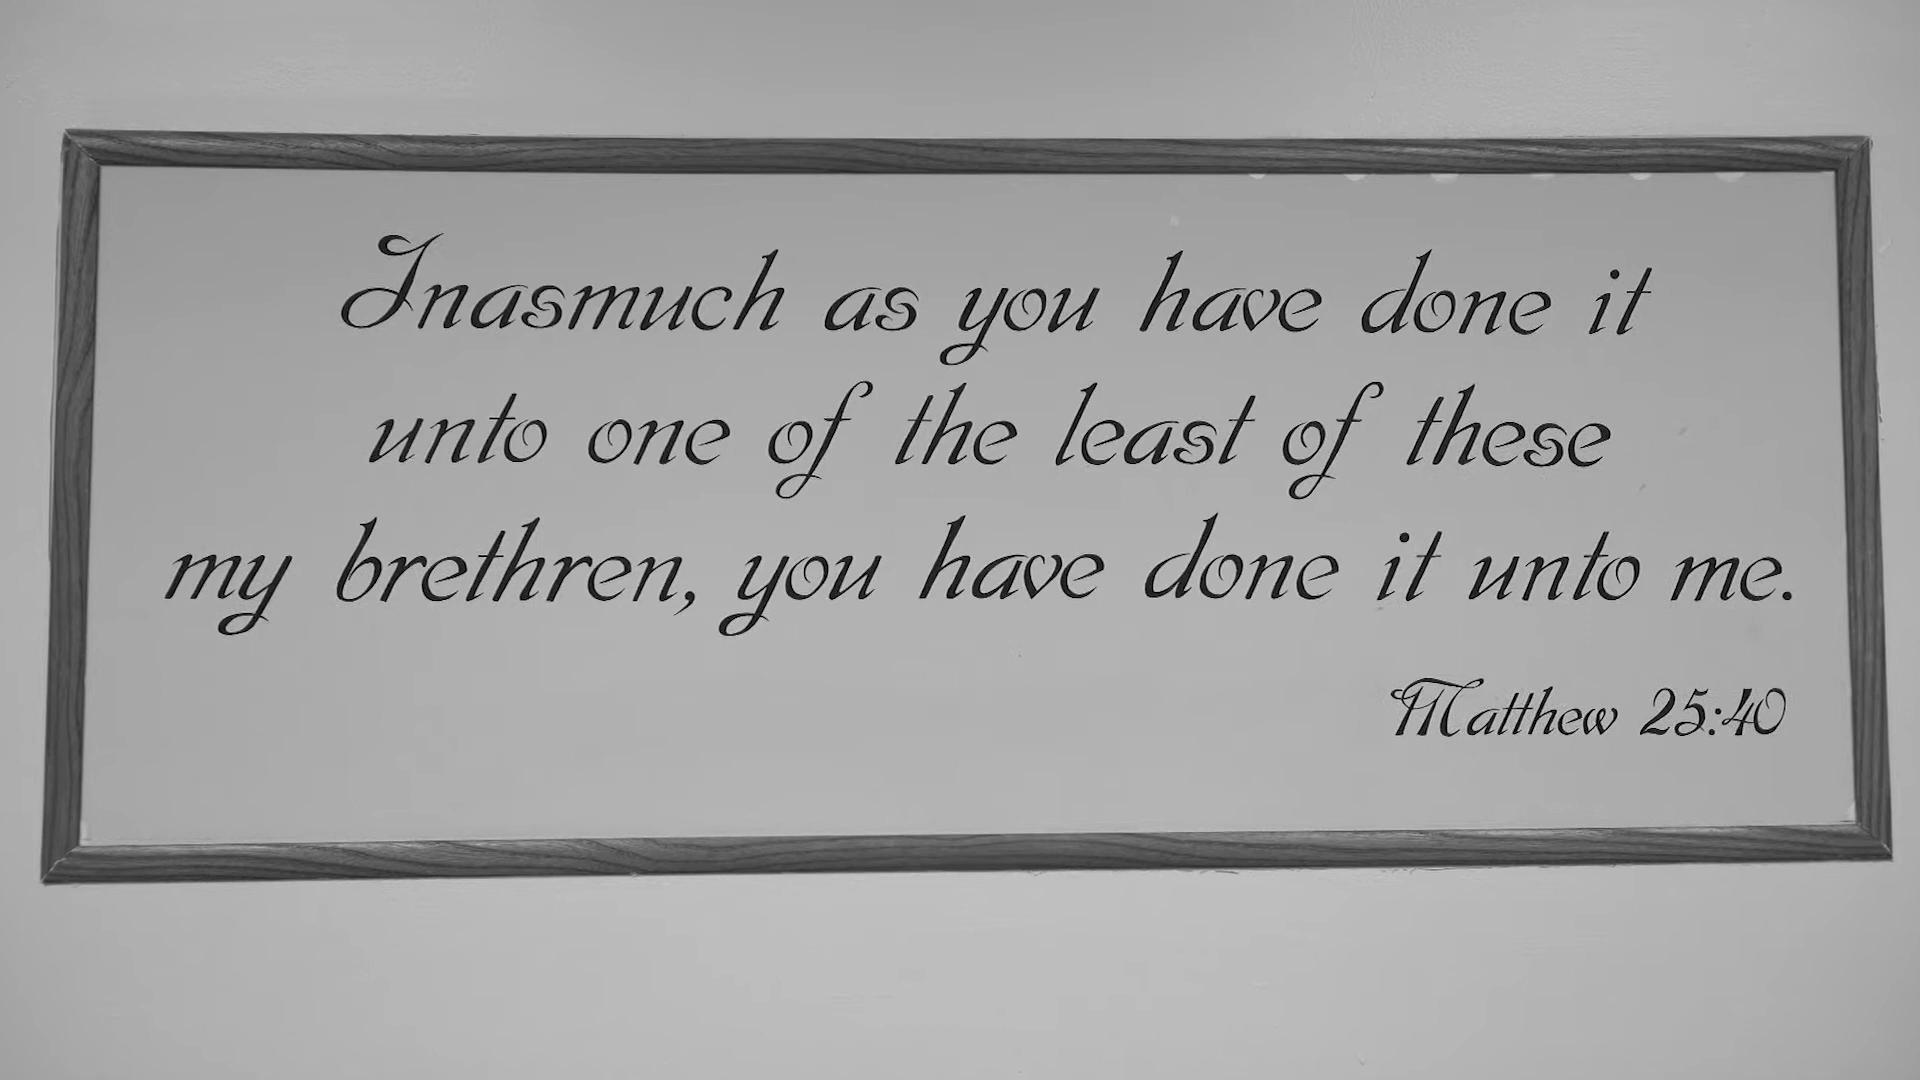 Inasmuch as you have done it
unto one of the least of these
my brethren, you have done it unto me.
Matthew 25:40